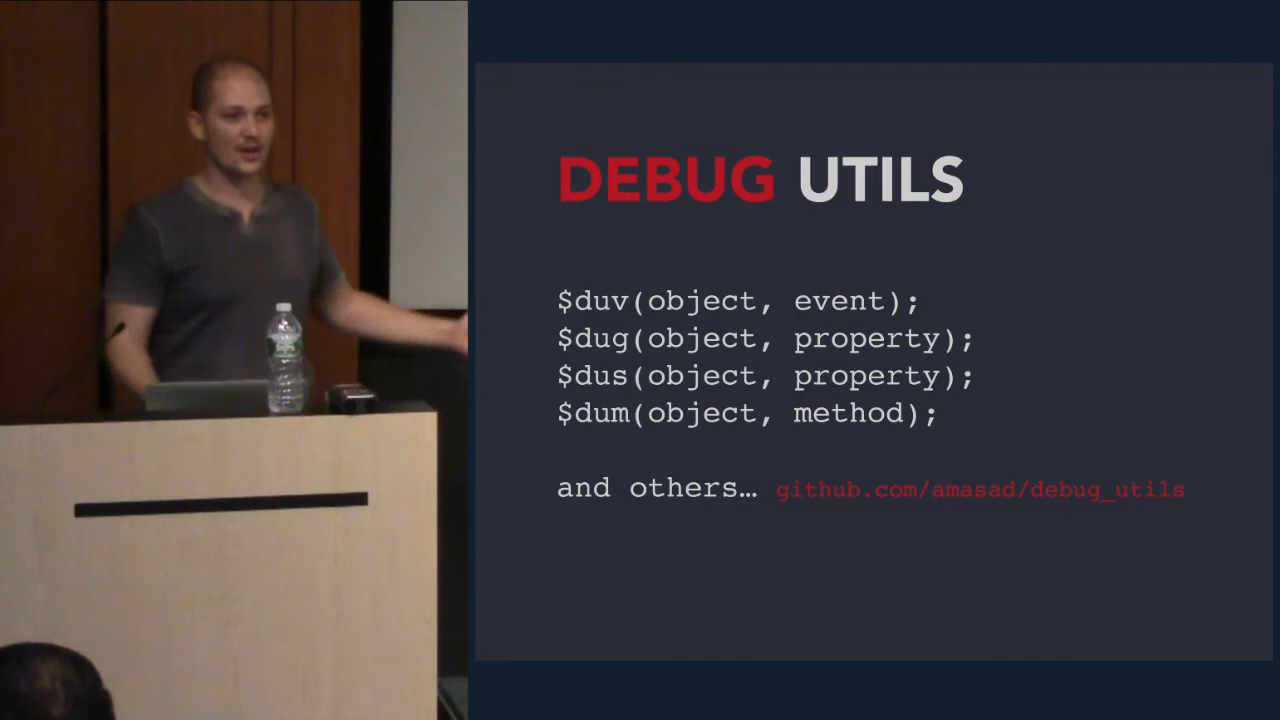 DEBUG UTILS
$duv(object, event);
$dug(object, property);
$dus(object, property);
$dum(object, method);
and others… github.com/amasad/debug_utils